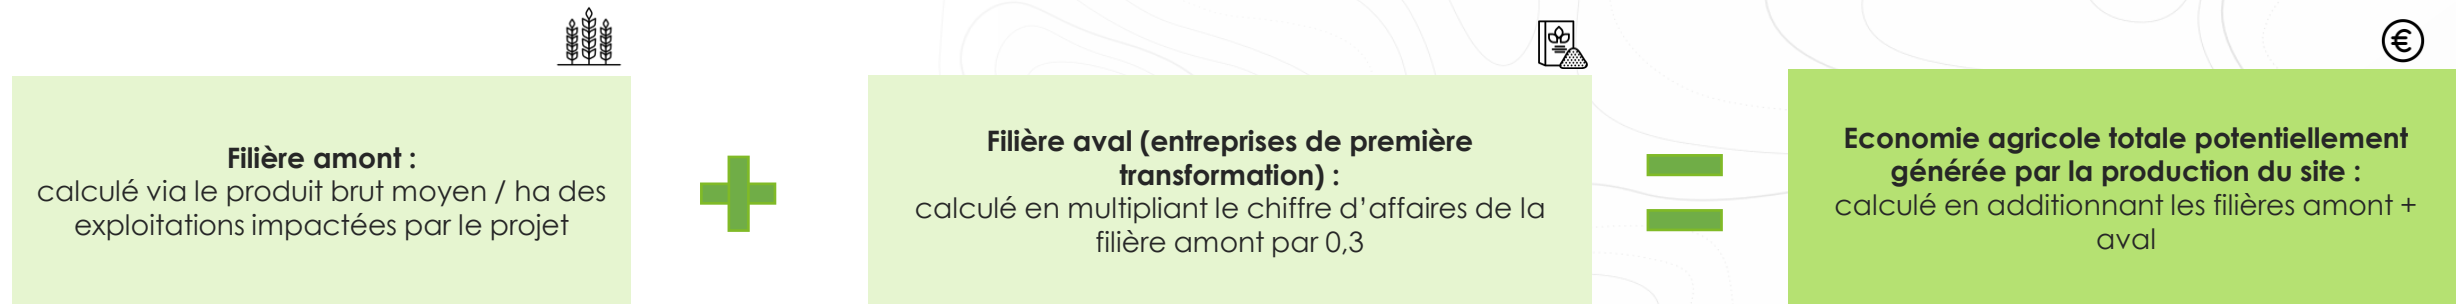 Filière amont :
calculé via le produit brut moyen / ha des
exploitations impactées par le projet
Filière aval (entreprises de première
transformation) :
calculé en multipliant le chiffre d’affaires de la
filière amont par 0,3
€
Economie agricole totale potentiellement
générée par la production du site :
calculé en additionnant les filières amont +
aval